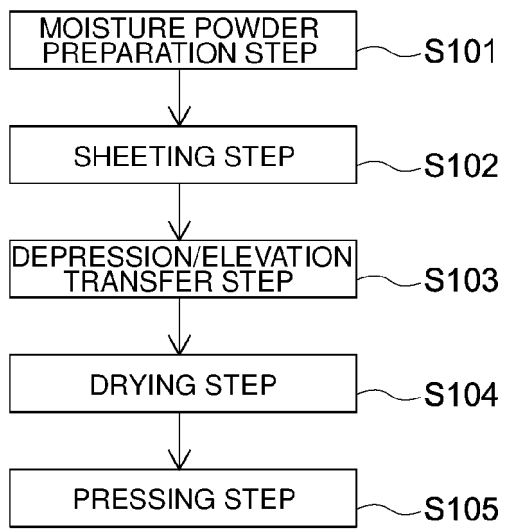 MOISTURE POWDER
PREPARATION STEP
S101
SHEETING STEP
S102
DEPRESSION/ELEVATION
TRANSFER STEP
S103
DRYING STEP
S104
PRESSING STEP
S105